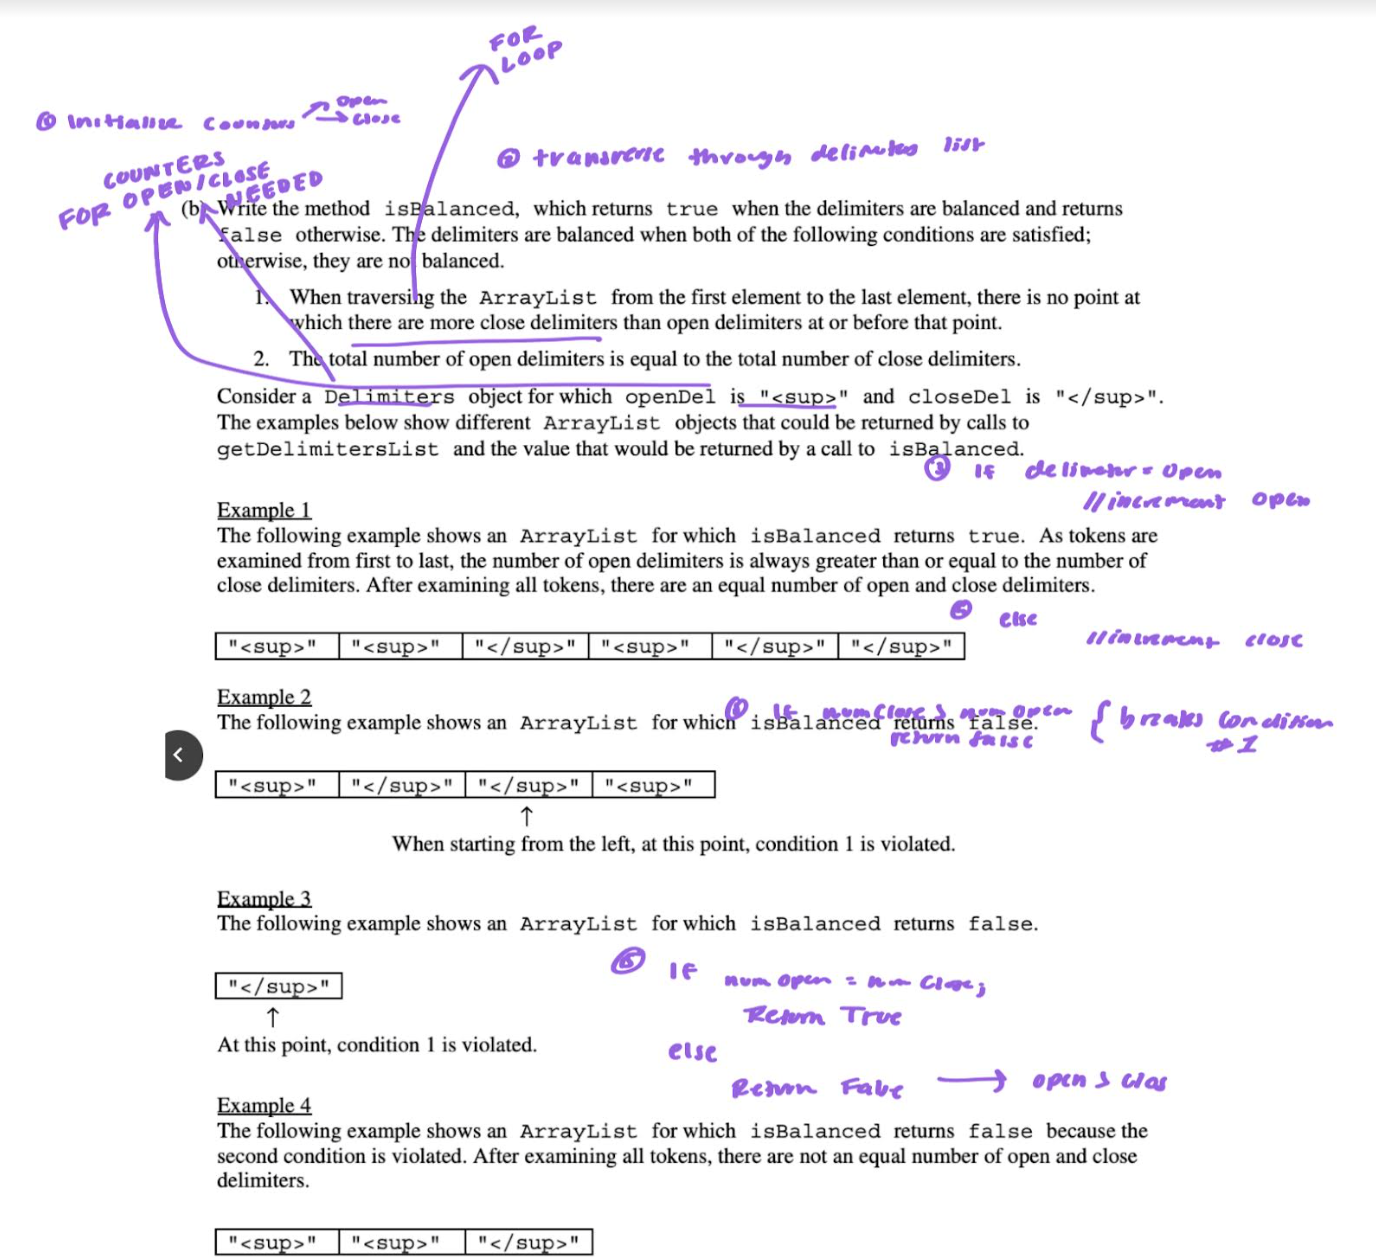 FOR
LOOP
① Initialise Counters → Open
→ Close
② transverse through delimiters list
COUNTERS
FOR OPEN/CLOSE
NEEDED
(b) Write the method isBalanced, which returns true when the delimiters are balanced and returns
false otherwise. The delimiters are balanced when both of the following conditions are satisfied;
otherwise, they are not balanced.
1. When traversing the ArrayList from the first element to the last element, there is no point at
which there are more close delimiters than open delimiters at or before that point.
2. The total number of open delimiters is equal to the total number of close delimiters.
Consider a Delimiters object for which openDel is "<sup>" and closeDel is "</sup>".
The examples below show different ArrayList objects that could be returned by calls to
getDelimitersList and the value that would be returned by a call to isBalanced.
③ If delimeter = Open
//increment open
Example 1
The following example shows an ArrayList for which isBalanced returns true. As tokens are
examined from first to last, the number of open delimiters is always greater than or equal to the number of
close delimiters. After examining all tokens, there are an equal number of open and close delimiters.
else
//increment close
"<sup>" "<sup>" "</sup>" "<sup>" "</sup>" "</sup>"
Example 2
The following example shows an ArrayList for which isBalanced returns false.
If num Close > num open { breaks Condition
return false #1
"<sup>" "</sup>" "</sup>" "<sup>"
↑
When starting from the left, at this point, condition 1 is violated.
Example 3
The following example shows an ArrayList for which isBalanced returns false.
⑤ If num open = num Close;
"</sup>"
↑
Return True
At this point, condition 1 is violated.
else
Return False → open >
Example 4
The following example shows an ArrayList for which isBalanced returns false because the
second condition is violated. After examining all tokens, there are not an equal number of open and close
delimiters.
"<sup>" "<sup>" "</sup>"